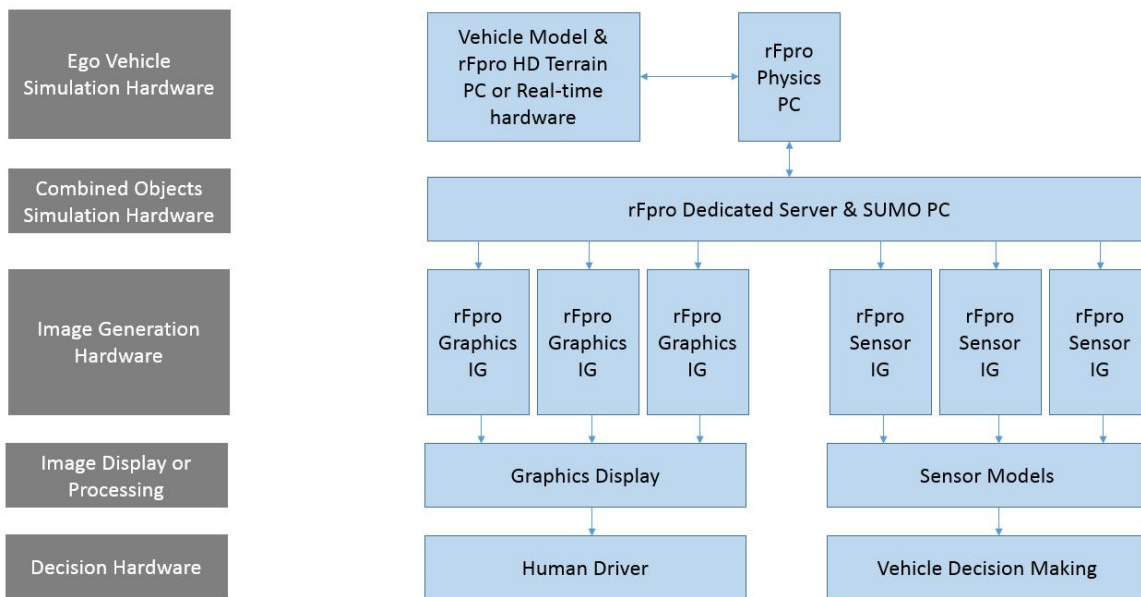 Ego Vehicle
Simulation Hardware
Vehicle Model &
rFpro HD Terrain
PC or Real-time
hardware
rFpro
Physics
PC
Combined Objects
Simulation Hardware
rFpro Dedicated Server & SUMO PC
Image Generation
Hardware
rFpro
Graphics
IG
rFpro
Graphics
IG
rFpro
Graphics
IG
rFpro
Sensor
IG
rFpro
Sensor
IG
rFpro
Sensor
IG
Image Display or
Processing
Graphics Display
Sensor Models
Decision Hardware
Human Driver
Vehicle Decision Making